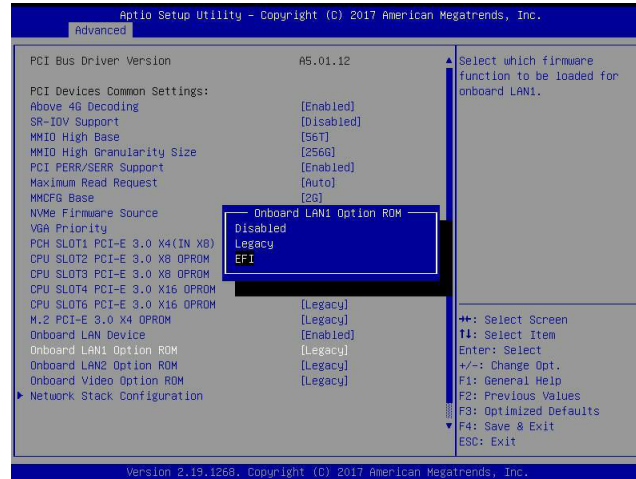 Aptio Setup Utility – Copyright (C) 2017 American Megatrends, Inc.
Advanced
PCI Bus Driver Version A5.01.12
PCI Devices Common Settings:
Above 4G Decoding [Enabled]
SR-IOV Support [Disabled]
MMIO High Base [56T]
MMIO High Granularity Size [256G]
PCI PERR/SERR Support [Enabled]
Maximum Read Request [Auto]
MMCFG Base [2G]
NVMe Firmware Source
VGA Priority
PCH SLOT1 PCI-E 3.0 X4(IN X8)
CPU SLOT2 PCI-E 3.0 X8 OPROM
CPU SLOT3 PCI-E 3.0 X8 OPROM
CPU SLOT4 PCI-E 3.0 X16 OPROM
CPU SLOT6 PCI-E 3.0 X16 OPROM [Legacy]
M.2 PCI-E 3.0 X4 OPROM [Legacy]
Onboard LAN Device [Enabled]
Onboard LAN1 Option ROM [Legacy]
Onboard LAN2 Option ROM [Legacy]
Onboard Video Option ROM [Legacy]
Network Stack Configuration
Onboard LAN1 Option ROM
Disabled
Legacy
EFI
Select which firmware
function to be loaded for
onboard LAN1.
→←: Select Screen
↑↓: Select Item
Enter: Select
+/-: Change Opt.
F1: General Help
F2: Previous Values
F3: Optimized Defaults
F4: Save & Exit
ESC: Exit
Version 2.19.1268. Copyright (C) 2017 American Megatrends, Inc.